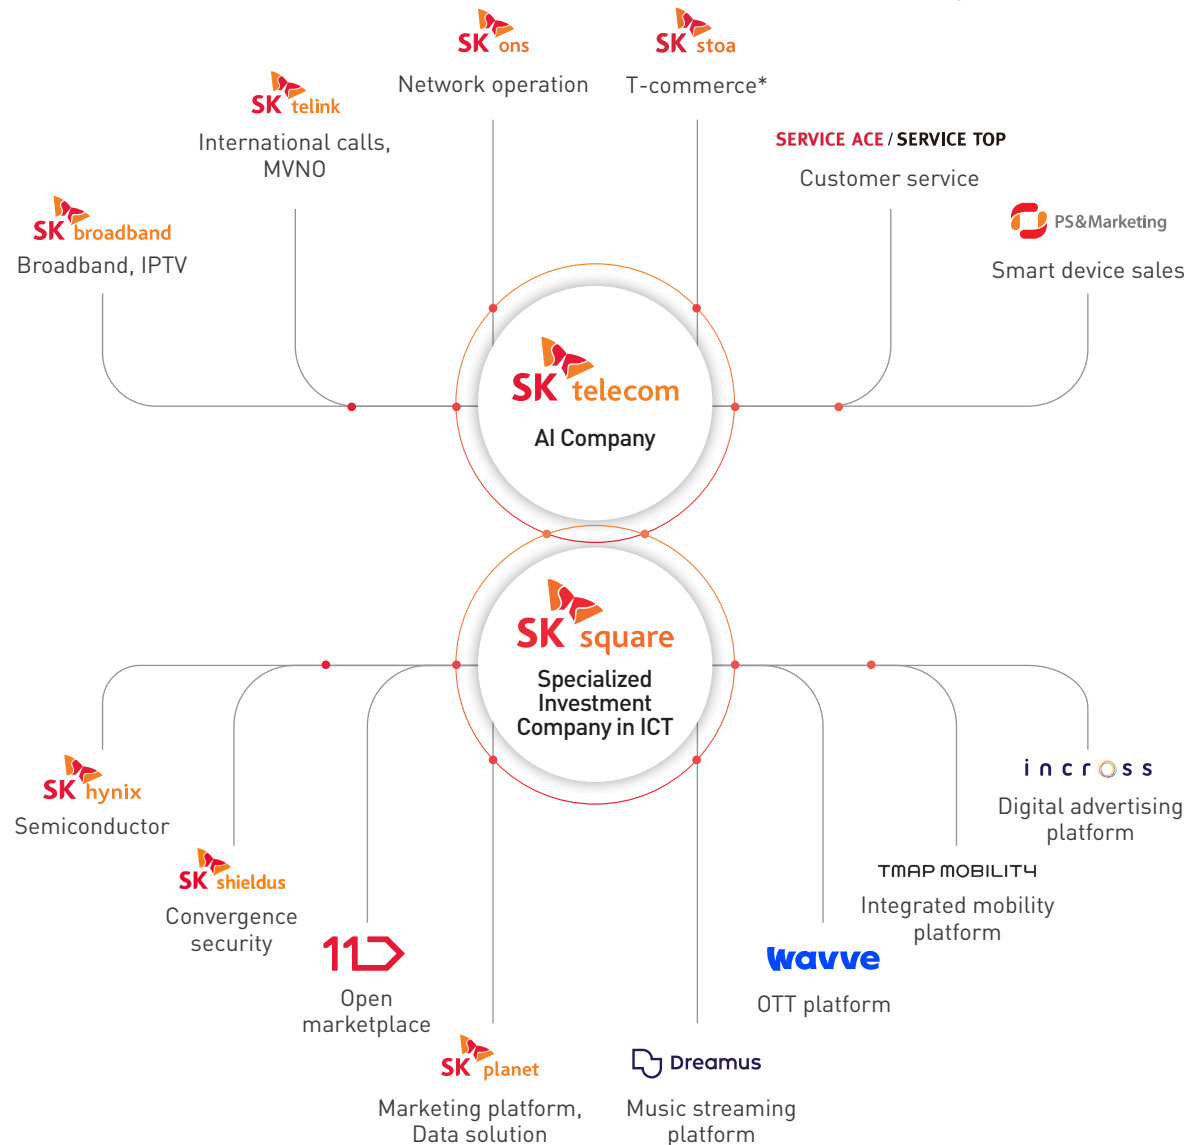 SK ons
Network operation
SK stoa
T-commerce*
SK telink
International calls,
MVNO
SERVICE ACE / SERVICE TOP
Customer service
SK broadband
Broadband, IPTV
PS&Marketing
Smart device sales
SK telecom
AI Company
SK square
Specialized
Investment
Company in ICT
SK hynix
Semiconductor
SK shieldus
Convergence
security
11
Open
marketplace
SK planet
Marketing platform,
Data solution
Dreamus
Music streaming
platform
wavve
OTT platform
TMAP MOBILITY
Integrated mobility
platform
incross
Digital advertising
platform